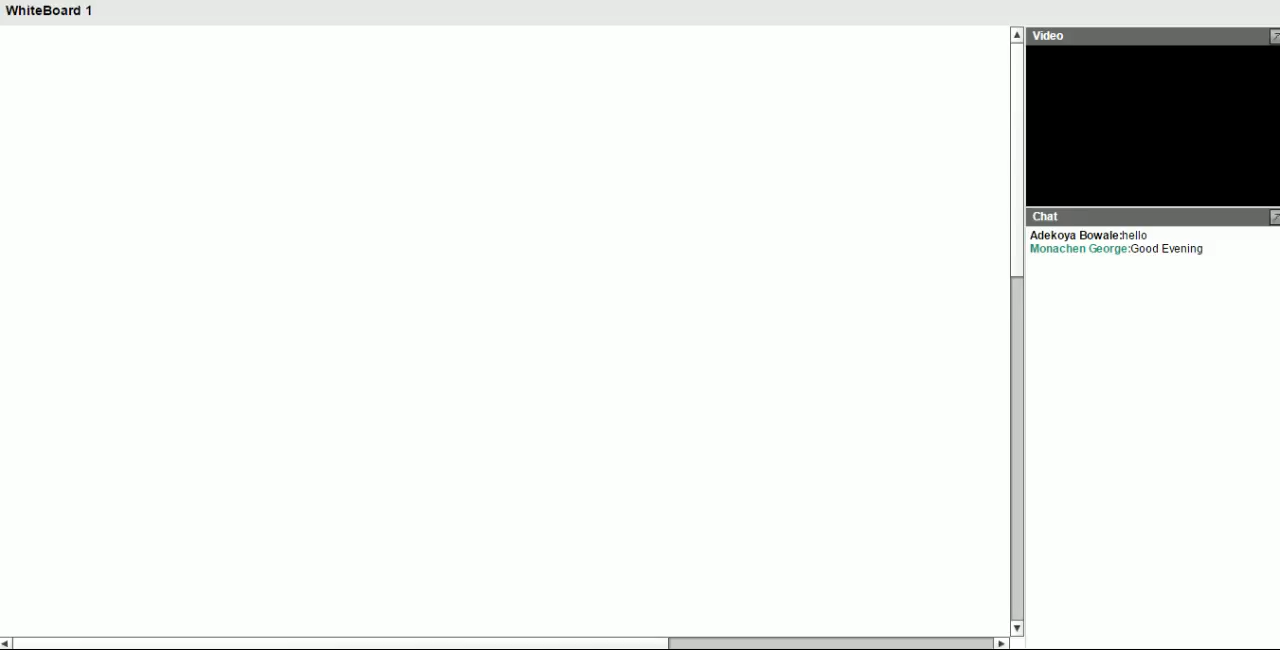 WhiteBoard 1
Video
Chat
Adekoya Bowale:hello
Monachen George:Good Evening